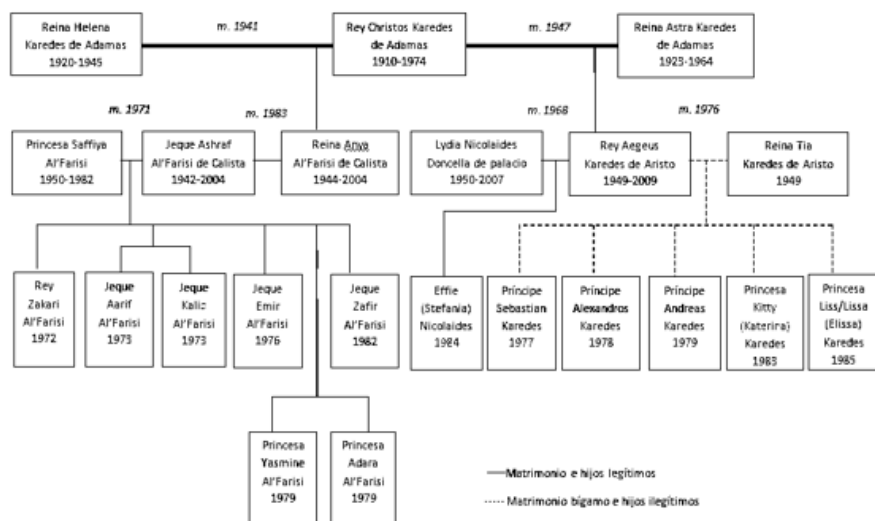 Reina Helena
Karedes de Adamas
1920-1945
m. 1941
Rey Christos Karedes
de Adamas
1910-1974
m. 1947
Reina Astra Karedes
de Adamas
1923-1964
m. 1971
m. 1983
m. 1968
m. 1976
Princesa Saffiya
Al'Farisi
1950-1982
Jeque Ashraf
Al'Farisi de Calista
1942-2004
Reina Anya
Al'Farisi de Calista
1944-2004
Lydia Nicolaides
Doncella de palacio
1950-2007
Rey Aegeus
Karedes de Aristo
1949-2009
Reina Tia
Karedes de Aristo
1949
Rey
Zakari
Al'Farisi
1972
Jeque
Aarif
Al'Farisi
1973
Jeque
Kaliq
Al'Farisi
1973
Jeque
Emir
Al'Farisi
1976
Jeque
Zafir
Al'Farisi
1982
Effie
(Stefania)
Nicolaides
1984
Príncipe
Sebastian
Karedes
1977
Príncipe
Alexandros
Karedes
1978
Príncipe
Andreas
Karedes
1979
Princesa
Kitty
(Katerina)
Karedes
1983
Princesa
Liss/Lissa
(Elissa)
Karedes
1985
Princesa
Yasmine
Al'Farisi
1979
Princesa
Adara
Al'Farisi
1979
Matrimonio e hijos legítimos
Matrimonio bígamo e hijos ilegítimos